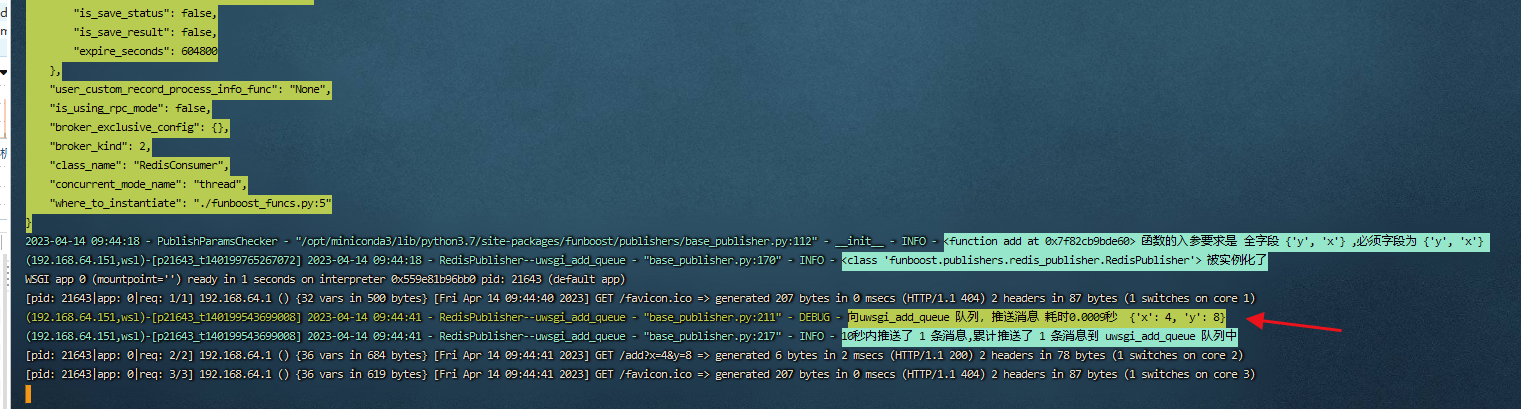 "is_save_status": false,
"is_save_result": false,
"expire_seconds": 604800
},
"user_custom_record_process_info_func": "None",
"is_using_rpc_mode": false,
"broker_exclusive_config": {},
"broker_kind": 2,
"class_name": "RedisConsumer",
"concurrent_mode_name": "thread",
"where_to_instantiate": "./funboost_funcs.py:5"
}
2023-04-14 09:44:18 - PublishParamsChecker - "/opt/miniconda3/lib/python3.7/site-packages/funboost/publishers/base_publisher.py:112" - __init__ - INFO - <function add at 0x7f82cb9bde60> 函数的入参要求是 全字段 {'y', 'x'} ,必须字段为 {'y', 'x'}
(192.168.64.151,wsl)-[p21643_t140199765267072] 2023-04-14 09:44:18 - RedisPublisher--uwsgi_add_queue - "base_publisher.py:170" - INFO - <class 'funboost.publishers.redis_publisher.RedisPublisher'> 被实例化了
WSGI app 0 (mountpoint='') ready in 1 seconds on interpreter 0x559e81b96bb0 pid: 21643 (default app)
[pid: 21643|app: 0|req: 1/1] 192.168.64.1 () {32 vars in 500 bytes} [Fri Apr 14 09:44:40 2023] GET /favicon.ico => generated 207 bytes in 0 msecs (HTTP/1.1 404) 2 headers in 87 bytes (1 switches on core 1)
(192.168.64.151,wsl)-[p21643_t140199543699008] 2023-04-14 09:44:41 - RedisPublisher--uwsgi_add_queue - "base_publisher.py:211" - DEBUG - 向uwsgi_add_queue 队列，推送消息 耗时0.0009秒  {'x': 4, 'y': 8}
(192.168.64.151,wsl)-[p21643_t140199543699008] 2023-04-14 09:44:41 - RedisPublisher--uwsgi_add_queue - "base_publisher.py:217" - INFO - 10秒内推送了 1 条消息,累计推送了 1 条消息到 uwsgi_add_queue 队列中
[pid: 21643|app: 0|req: 2/2] 192.168.64.1 () {36 vars in 684 bytes} [Fri Apr 14 09:44:41 2023] GET /add?x=4&y=8 => generated 6 bytes in 2 msecs (HTTP/1.1 200) 2 headers in 78 bytes (1 switches on core 2)
[pid: 21643|app: 0|req: 3/3] 192.168.64.1 () {36 vars in 619 bytes} [Fri Apr 14 09:44:41 2023] GET /favicon.ico => generated 207 bytes in 0 msecs (HTTP/1.1 404) 2 headers in 87 bytes (1 switches on core 3)